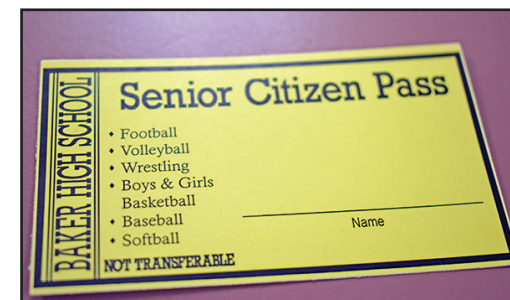 BAKER HIGH SCHOOL
Senior Citizen Pass
• Football
• Volleyball
• Wrestling
• Boys & Girls
Basketball
• Baseball
• Softball
Name
NOT TRANSFERABLE